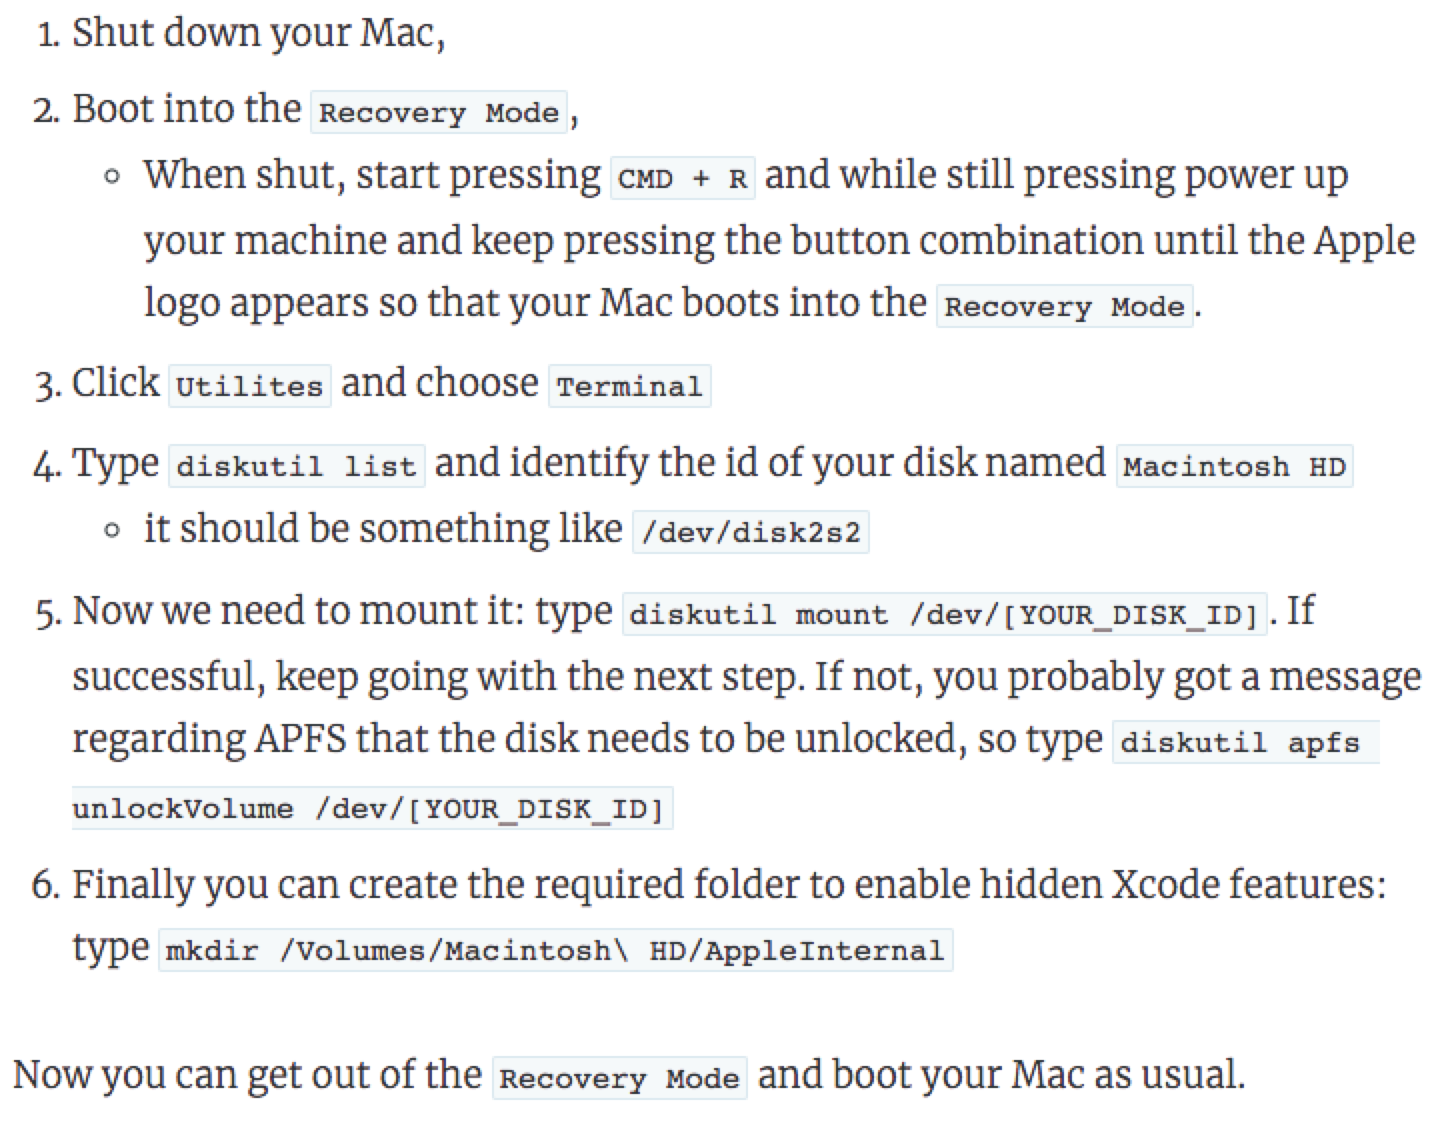 1. Shut down your Mac,
2. Boot into the Recovery Mode,
○ When shut, start pressing CMD + R and while still pressing power up
your machine and keep pressing the button combination until the Apple
logo appears so that your Mac boots into the Recovery Mode.
3. Click Utilites and choose Terminal
4. Type diskutil list and identify the id of your disk named Macintosh HD
○ it should be something like /dev/disk2s2
5. Now we need to mount it: type diskutil mount /dev/[YOUR_DISK_ID]. If
successful, keep going with the next step. If not, you probably got a message
regarding APFS that the disk needs to be unlocked, so type diskutil apfs
unlockVolume /dev/[YOUR_DISK_ID]
6. Finally you can create the required folder to enable hidden Xcode features:
type mkdir /Volumes/Macintosh\ HD/AppleInternal
Now you can get out of the Recovery Mode and boot your Mac as usual.